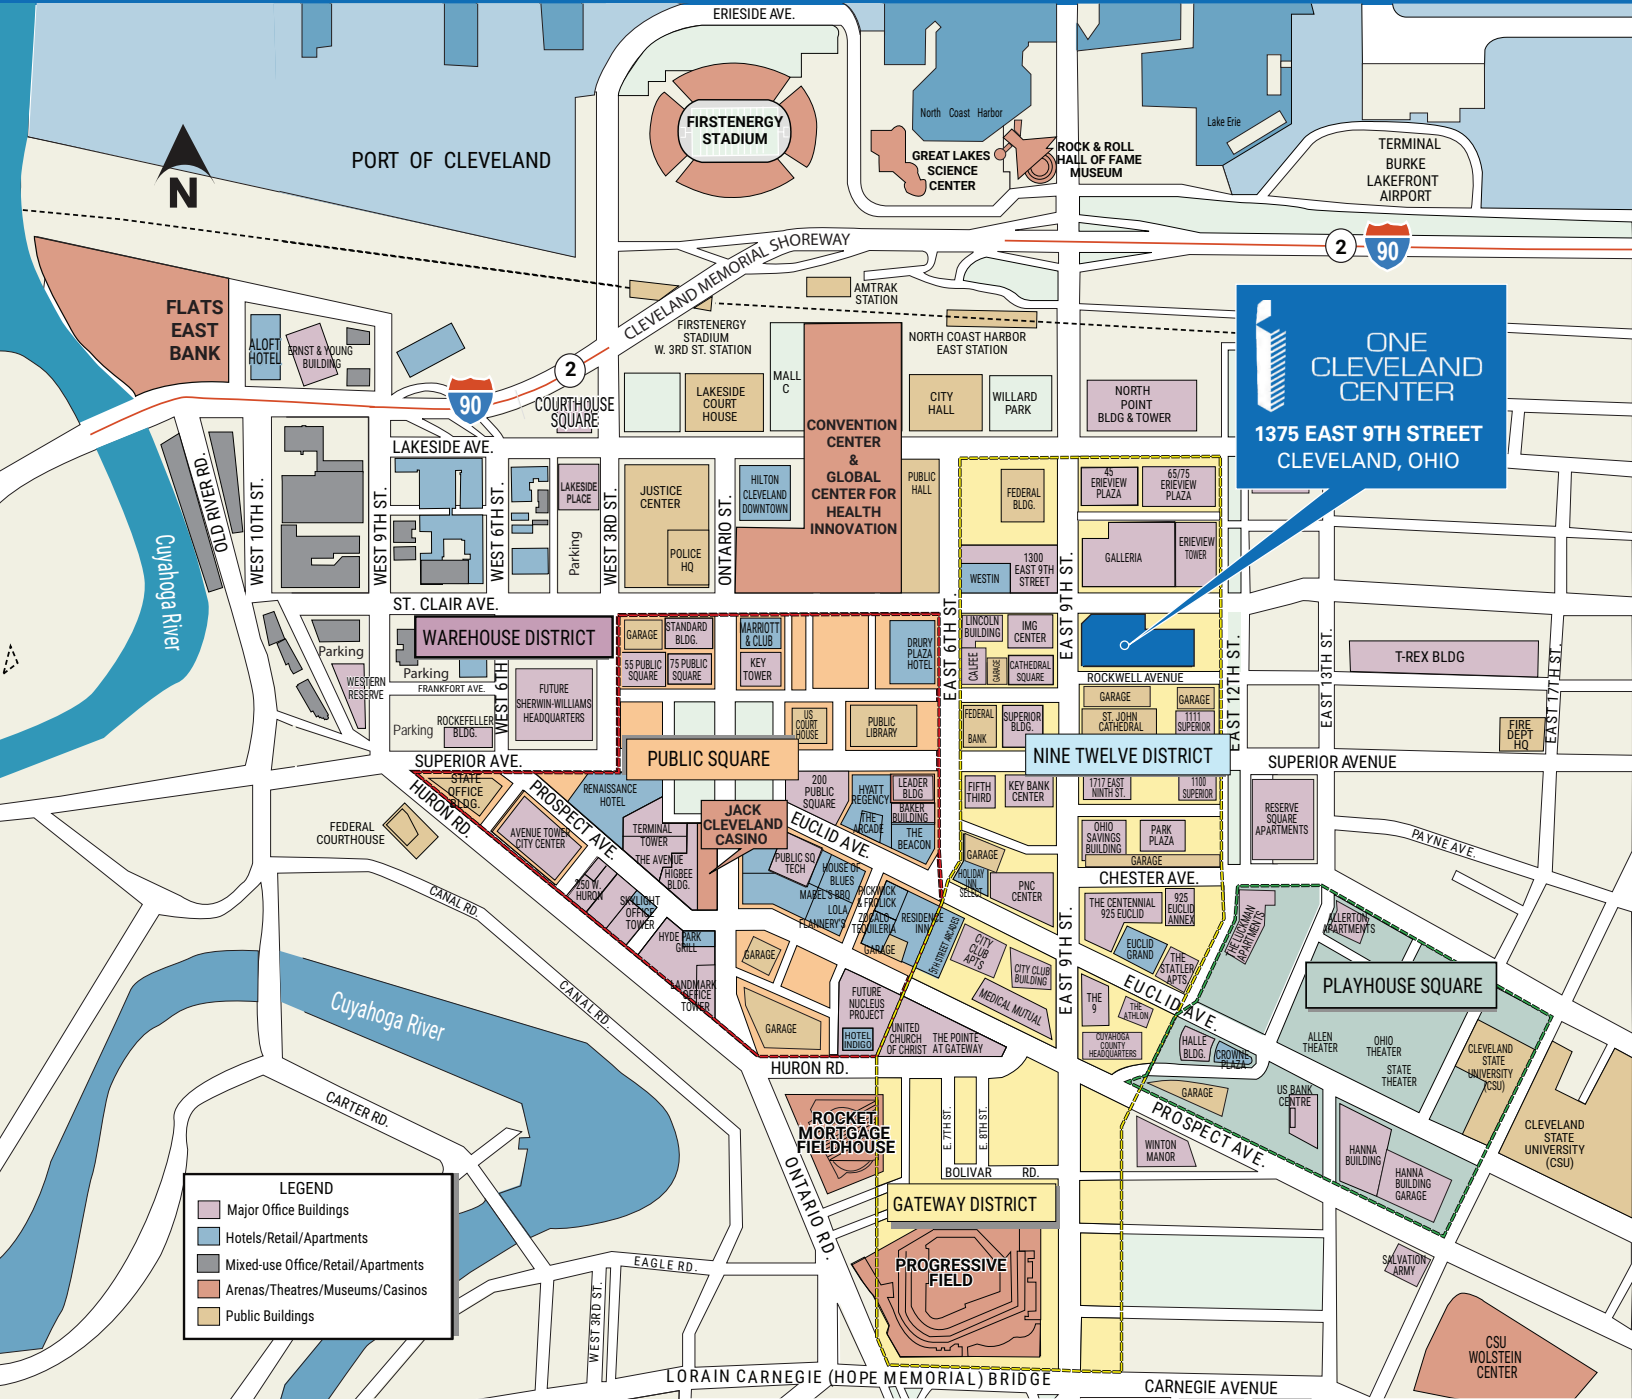 ERIESIDE AVE.
FIRSTENERGY
STADIUM
North Coast Harbor
Lake Erie
GREAT LAKES
SCIENCE
CENTER
ROCK & ROLL
HALL OF FAME
MUSEUM
TERMINAL
BURKE
LAKEFRONT
AIRPORT
PORT OF CLEVELAND
N
CLEVELAND MEMORIAL SHOREWAY
2
90
AMTRAK
STATION
FIRSTENERGY
STADIUM
W. 3RD ST. STATION
NORTH COAST HARBOR
EAST STATION
FLATS
EAST
BANK
ALOFT
HOTEL
ERNST & YOUNG
BUILDING
2
90
COURTHOUSE
SQUARE
LAKESIDE
COURT
HOUSE
MALL
C
CITY
HALL
WILLARD
PARK
NORTH
POINT
BLDG & TOWER
ONE
CLEVELAND
CENTER
1375 EAST 9TH STREET
CLEVELAND, OHIO
CONVENTION
CENTER
&
GLOBAL
CENTER FOR
HEALTH
INNOVATION
LAKESIDE AVE.
OLD RIVER RD.
WEST 10TH ST.
WEST 9TH ST.
WEST 6TH ST.
LAKESIDE
PLACE
Parking
WEST 3RD ST.
JUSTICE
CENTER
POLICE
HQ
ONTARIO ST.
HILTON
CLEVELAND
DOWNTOWN
PUBLIC
HALL
FEDERAL
BLDG.
45
ERIEVIEW
PLAZA
65/75
ERIEVIEW
PLAZA
GALLERIA
ERIEVIEW
TOWER
1300
EAST 9TH
STREET
WESTIN
EAST 9TH ST.
EAST 6TH ST.
Cuyahoga River
ST. CLAIR AVE.
WAREHOUSE DISTRICT
Parking
Parking
WESTERN
RESERVE
FRANKFORT AVE.
WEST 6TH
Parking
ROCKEFELLER
BLDG.
FUTURE
SHERWIN-WILLIAMS
HEADQUARTERS
GARAGE
STANDARD
BLDG.
55 PUBLIC
SQUARE
75 PUBLIC
SQUARE
MARRIOTT
& CLUB
KEY
TOWER
DRURY
PLAZA
HOTEL
US
COURT
HOUSE
PUBLIC
LIBRARY
LINCOLN
BUILDING
IMG
CENTER
CALFEE
GARAGE
CATHEDRAL
SQUARE
FEDERAL
BANK
SUPERIOR
BLDG.
ROCKWELL AVENUE
GARAGE
GARAGE
ST. JOHN
CATHEDRAL
1111
SUPERIOR
EAST 12TH ST.
EAST 13TH ST.
T-REX BLDG
EAST 17TH ST.
FIRE
DEPT
HQ
SUPERIOR AVE.
PUBLIC SQUARE
NINE TWELVE DISTRICT
SUPERIOR AVENUE
STATE
OFFICE
BLDG.
HURON RD.
PROSPECT AVE.
RENAISSANCE
HOTEL
FEDERAL
COURTHOUSE
AVENUE TOWER
CITY CENTER
TERMINAL
TOWER
THE AVENUE
HIGBEE
BLDG.
JACK
CLEVELAND
CASINO
200
PUBLIC
SQUARE
HYATT
REGENCY
THE
ARCADE
LEADER
BLDG
BAKER
BUILDING
THE
BEACON
EUCLID AVE.
FIFTH
THIRD
KEY BANK
CENTER
1717 EAST
NINTH ST.
1100
SUPERIOR
RESERVE
SQUARE
APARTMENTS
OHIO
SAVINGS
BUILDING
PARK
PLAZA
GARAGE
PAYNE AVE.
CHESTER AVE.
GARAGE
HOLIDAY
INN
SELECT
PNC
CENTER
PUBLIC SQ
TECH
HOUSE OF
BLUES
MABEL'S BBQ
LOLA
FLANNERY'S
PICKWICK
& FROLICK
ZOCALO
TEQUILERIA
GARAGE
RESIDENCE
INN
5TH STREET ARCADES
CITY
CLUB
APTS
CITY CLUB
BUILDING
MEDICAL MUTUAL
250 W.
HURON
SKYLIGHT
OFFICE
TOWER
HYDE PARK
GRILL
LANDMARK
OFFICE
TOWER
GARAGE
GARAGE
FUTURE
NUCLEUS
PROJECT
HOTEL
INDIGO
UNITED
CHURCH
OF CHRIST
THE POINTE
AT GATEWAY
THE CENTENNIAL
925 EUCLID
925
EUCLID
ANNEX
EUCLID
GRAND
THE
STATLER
APTS
EAST 9TH ST.
THE
9
THE
ATHLON
CUYAHOGA
COUNTY
HEADQUARTERS
EUCLID AVE.
THE LUCKMAN
APARTMENTS
ALLERTON
APARTMENTS
PLAYHOUSE SQUARE
HALLE
BLDG.
CROWNE
PLAZA
ALLEN
THEATER
OHIO
THEATER
STATE
THEATER
CLEVELAND
STATE
UNIVERSITY
(CSU)
GARAGE
US BANK
CENTRE
PROSPECT AVE.
CLEVELAND
STATE
UNIVERSITY
(CSU)
WINTON
MANOR
HANNA
BUILDING
HANNA
BUILDING
GARAGE
SALVATION
ARMY
CSU
WOLSTEIN
CENTER
CANAL RD.
CANAL RD.
Cuyahoga River
CARTER RD.
HURON RD.
ROCKET
MORTGAGE
FIELDHOUSE
E. 7TH ST.
E. 8TH ST.
BOLIVAR RD.
GATEWAY DISTRICT
ONTARIO RD.
PROGRESSIVE
FIELD
EAGLE RD.
WEST 3RD ST.
LORAIN CARNEGIE (HOPE MEMORIAL) BRIDGE
CARNEGIE AVENUE
LEGEND
Major Office Buildings
Hotels/Retail/Apartments
Mixed-use Office/Retail/Apartments
Arenas/Theatres/Museums/Casinos
Public Buildings